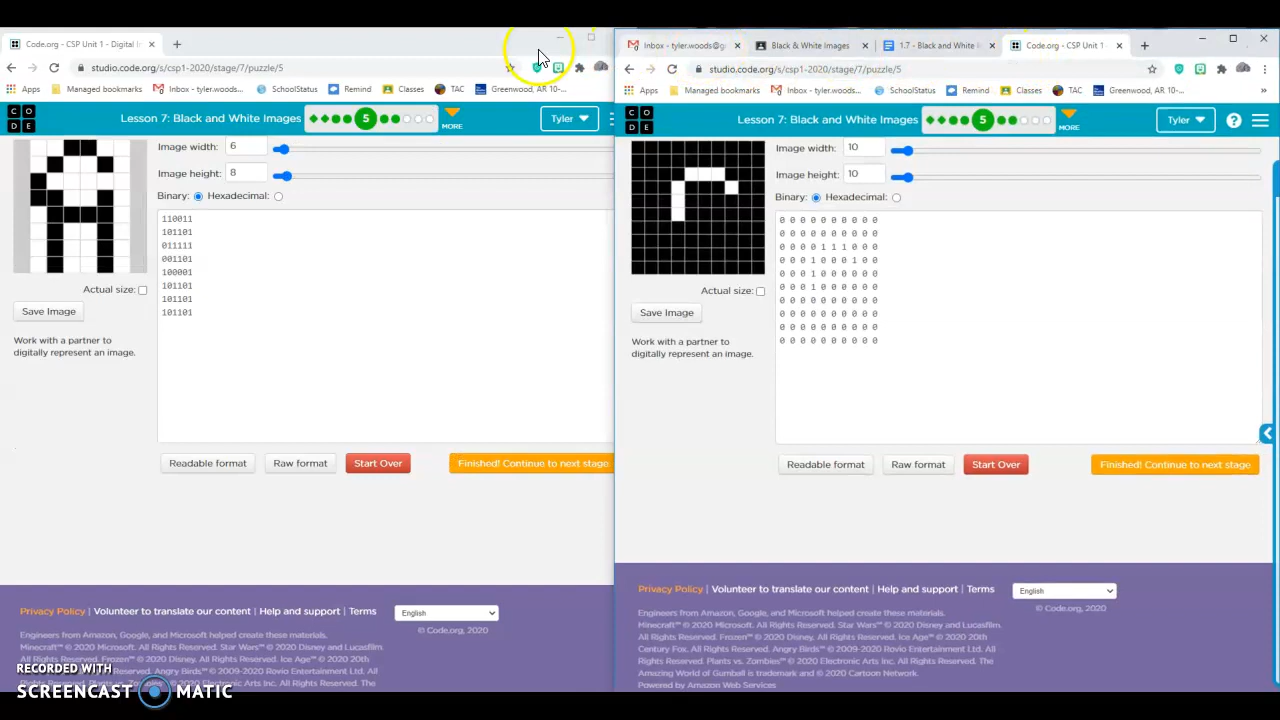 Code.org - CSP Unit 1 - Digital I
studio.code.org/s/csp1-2020/stage/7/puzzle/5
Apps
Managed bookmarks
Inbox - tyler.woods...
SchoolStatus
Remind
Classes
TAC
Greenwood, AR 10-...
C O
D E
Lesson 7: Black and White Images
5
MORE
Tyler
Image width: 6
Image height: 8
Binary:
Hexadecimal:
110011
101101
011111
001101
100001
101101
101101
101101
Actual size:
Save Image
Work with a partner to
digitally represent an image.
Readable format
Raw format
Start Over
Finished! Continue to next stage
Privacy Policy | Volunteer to translate our content | Help and support | Terms
English
© Code.org, 2020
Engineers from Amazon, Google, and Microsoft helped create these materials.
Minecraft™ © 2020 Microsoft. Star Wars™ © 2020 Disney and Lucasfilm.
All Rights Reserved. Frozen™ © 2020 Disney. Ice Age™ © 2020 20th
Century Fox. All Rights
Reserved. Angry Birds™ © 2009-2020 Rovio Entertainment Ltd. All
Rights Reserved. Plants vs. Zombies™ © 2020 Electronic Arts Inc. All Rights Reserved. The
RECORDED WITH
SCREENCAST MATIC
Inbox - tyler.woods@g
Black & White Images
1.7 - Black and White I
Code.org - CSP Unit 1
studio.code.org/s/csp1-2020/stage/7/puzzle/5
Apps
Managed bookmarks
Inbox - tyler.woods...
SchoolStatus
Remind
Classes
TAC
Greenwood, AR 10-...
C O
D E
Lesson 7: Black and White Images
5
MORE
Tyler
Image width: 10
Image height: 10
Binary:
Hexadecimal:
0 0 0 0 0 0 0 0 0 0
0 0 0 0 0 0 0 0 0 0
0 0 0 0 1 1 1 0 0 0
0 0 0 1 0 0 0 1 0 0
0 0 0 1 0 0 0 0 0 0
0 0 0 1 0 0 0 0 0 0
0 0 0 0 0 0 0 0 0 0
0 0 0 0 0 0 0 0 0 0
0 0 0 0 0 0 0 0 0 0
0 0 0 0 0 0 0 0 0 0
Actual size:
Save Image
Work with a partner to
digitally represent an image.
Readable format
Raw format
Start Over
Finished! Continue to next stage
Privacy Policy | Volunteer to translate our content | Help and support | Terms
English
© Code.org, 2020
Engineers from Amazon, Google, and Microsoft helped create these materials.
Minecraft™ © 2020 Microsoft. Star Wars™ © 2020 Disney and Lucasfilm.
All Rights Reserved. Frozen™ © 2020 Disney. Ice Age™ © 2020 20th
Century Fox. All Rights Reserved. Angry Birds™ © 2009-2020 Rovio Entertainment Ltd. All
Rights Reserved. Plants vs. Zombies™ © 2020 Electronic Arts Inc. All Rights Reserved. The
Amazing World of Gumball is trademark and © 2020 Cartoon Network.
Powered by Amazon Web Services